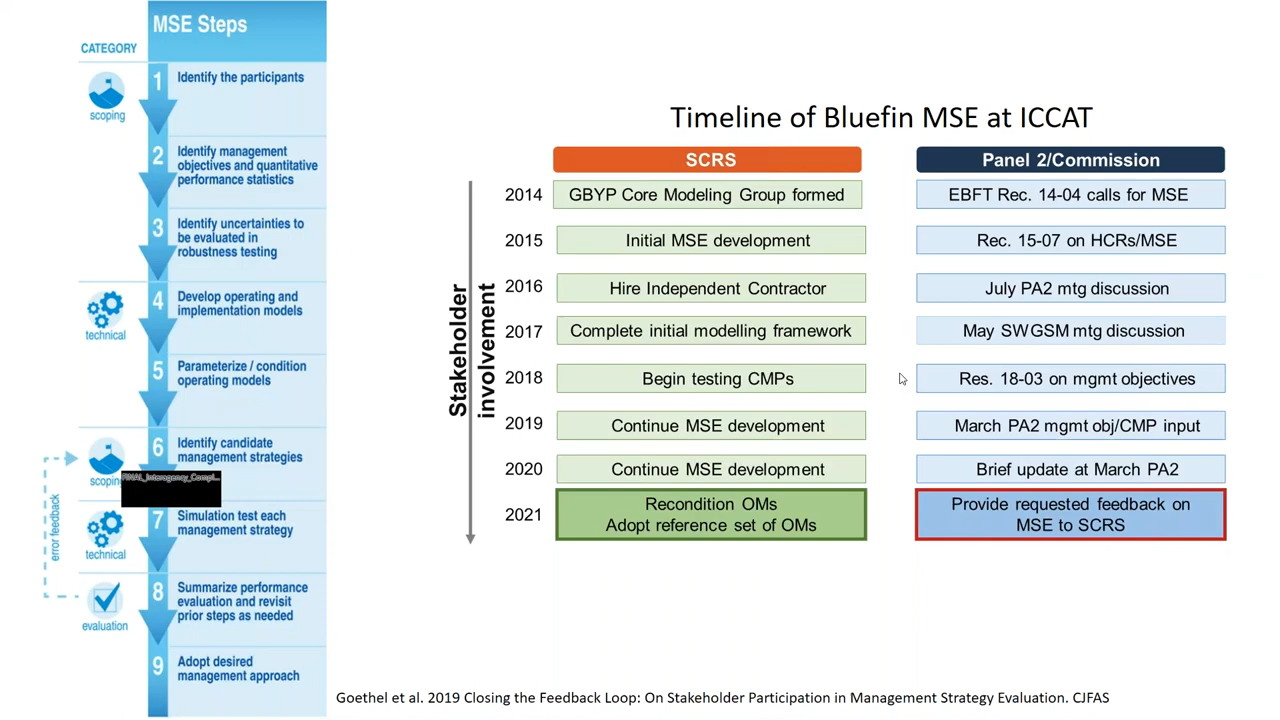 MSE Steps
CATEGORY
1
Identify the participants
scoping
2
Identify management
objectives and quantitative
performance statistics
3
Identify uncertainties to
be evaluated in
robustness testing
4
Develop operating and
implementation models
technical
5
Parameterize / condition
operating models
6
Identify candidate
management strategies
FINAL_Interagency_Compl...
7
Simulation test each
management strategy
technical
error feedback
8
Summarize performance
evaluation and revisit
prior steps as needed
evaluation
9
Adopt desired
management approach
Timeline of Bluefin MSE at ICCAT
SCRS
Panel 2/Commission
Stakeholder
involvement
2014
GBYP Core Modeling Group formed
EBFT Rec. 14-04 calls for MSE
2015
Initial MSE development
Rec. 15-07 on HCRs/MSE
2016
Hire Independent Contractor
July PA2 mtg discussion
2017
Complete initial modelling framework
May SWGSM mtg discussion
2018
Begin testing CMPs
Res. 18-03 on mgmt objectives
2019
Continue MSE development
March PA2 mgmt obj/CMP input
2020
Continue MSE development
Brief update at March PA2
2021
Recondition OMs
Adopt reference set of OMs
Provide requested feedback on
MSE to SCRS
Goethel et al. 2019 Closing the Feedback Loop: On Stakeholder Participation in Management Strategy Evaluation. CJFAS